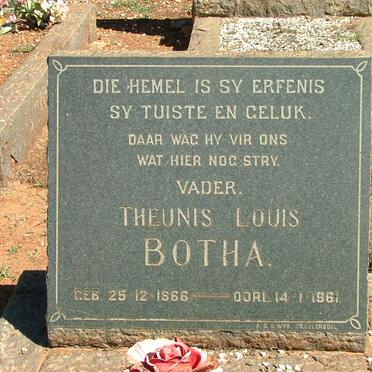 DIE HEMEL IS SY ERFENIS
SY TUISTE EN GELUK.
DAAR WAG HY VIR ONS
WAT HIER NOG STRY.
VADER.
THEUNIS LOUIS
BOTHA.
GEB. 25-12-1866 — OORL. 14-1-1961